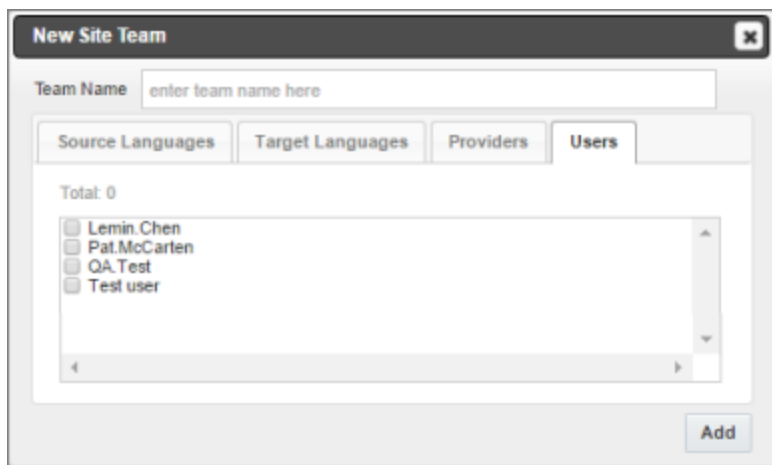 New Site Team
Team Name enter team name here
Source Languages Target Languages Providers Users
Total: 0
Lemin.Chen
Pat.McCarten
QA.Test
Test user
Add